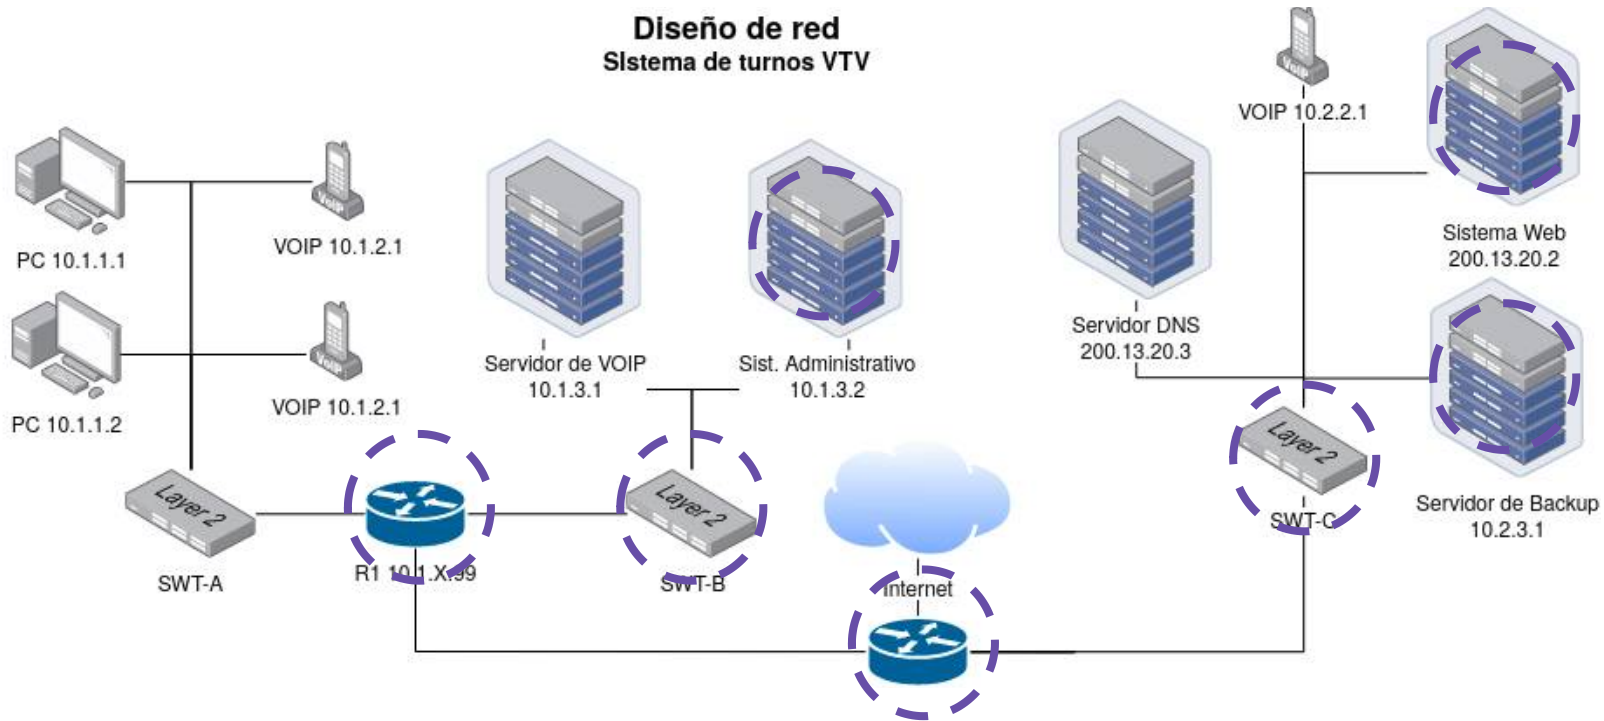 Diseño de red
SIstema de turnos VTV
VoIP
VOIP 10.2.2.1
VoIP
PC 10.1.1.1
VOIP 10.1.2.1
Sistema Web
200.13.20.2
Servidor DNS
200.13.20.3
VoIP
Servidor de VOIP
10.1.3.1
Sist. Administrativo
10.1.3.2
PC 10.1.1.2
VOIP 10.1.2.1
Layer 2
Layer 2
Layer 2
Servidor de Backup
10.2.3.1
SWT-C
SWT-A
R1 10.1.X.99
SWT-B
Internet